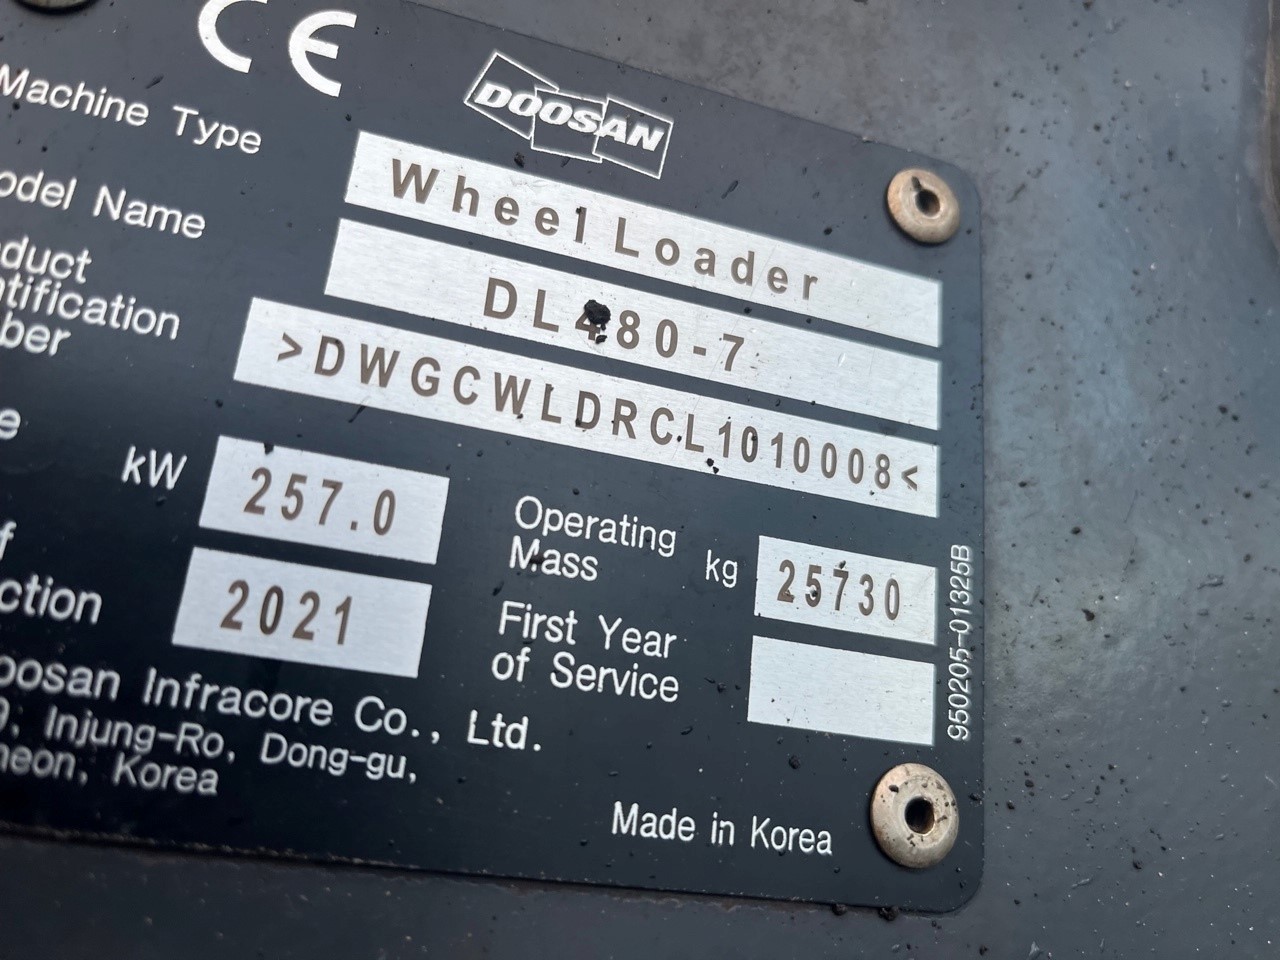 CE
DOOSAN
Machine Type Wheel Loader
odel Name DL480-7
duct
ntification
ber >DWGCWLDRCL1010008<
e
kW 257.0
Operating
Mass kg 25730
f
ction 2021
First Year
of Service
oosan Infracore Co., Ltd.
9, Injung-Ro, Dong-gu,
heon, Korea
Made in Korea
950205-01325B